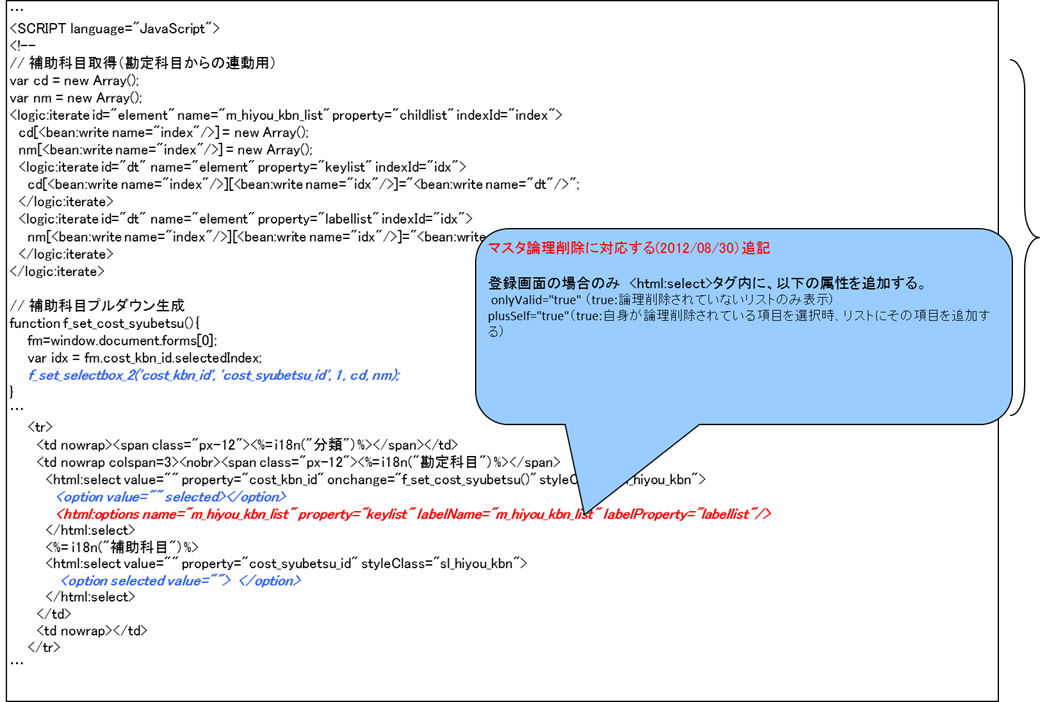 ...
<SCRIPT language="JavaScript">
<!--
// 補助科目取得（勘定科目からの連動用）
var cd = new Array();
var nm = new Array();
<logic:iterate id="element" name="m_hiyou_kbn_list" property="childlist" indexId="index">
cd[<bean:write name="index"/>] = new Array();
nm[<bean:write name="index"/>] = new Array();
<logic:iterate id="dt" name="element" property="keylist" indexId="idx">
cd[<bean:write name="index"/>][<bean:write name="idx"/>]="<bean:write name="dt"/>";
</logic:iterate>
<logic:iterate id="dt" name="element" property="labellist" indexId="idx">
nm[<bean:write name="index"/>][<bean:write name="idx"/>]="<bean:write
</logic:iterate>
</logic:iterate>
// 補助科目プルダウン生成
function f_set_cost_syubetsu(){
fm=window.document.forms[0];
var idx = fm.cost_kbn_id.selectedIndex;
f_set_selectbox_2('cost_kbn_id', 'cost_syubetsu_id', 1, cd, nm);
}
...
マスタ論理削除に対応する(2012/08/30)追記
登録画面の場合のみ <html:select>タグ内に、以下の属性を追加する。
onlyValid="true" （true:論理削除されていないリストのみ表示）
plusSelf="true"（true:自身が論理削除されている項目を選択時、リストにその項目を追加す
る）
<tr>
<td nowrap><span class="px-12"><%=i18n("分類")%></span></td>
<td nowrap colspan=3><nobr><span class="px-12"><%=i18n("勘定科目")%></span>
<html:select value="" property="cost_kbn_id" onchange="f_set_cost_syubetsu()" styleC _hiyou_kbn">
<option value="" selected></option>
<html:options name="m_hiyou_kbn_list" property="keylist" labelName="m_hiyou_kbn_list" labelProperty="labellist"/>
</html:select>
<%= i18n("補助科目")%>
<html:select value="" property="cost_syubetsu_id" styleClass="sl_hiyou_kbn">
<option selected value=""> </option>
</html:select>
</td>
<td nowrap></td>
</tr>
...